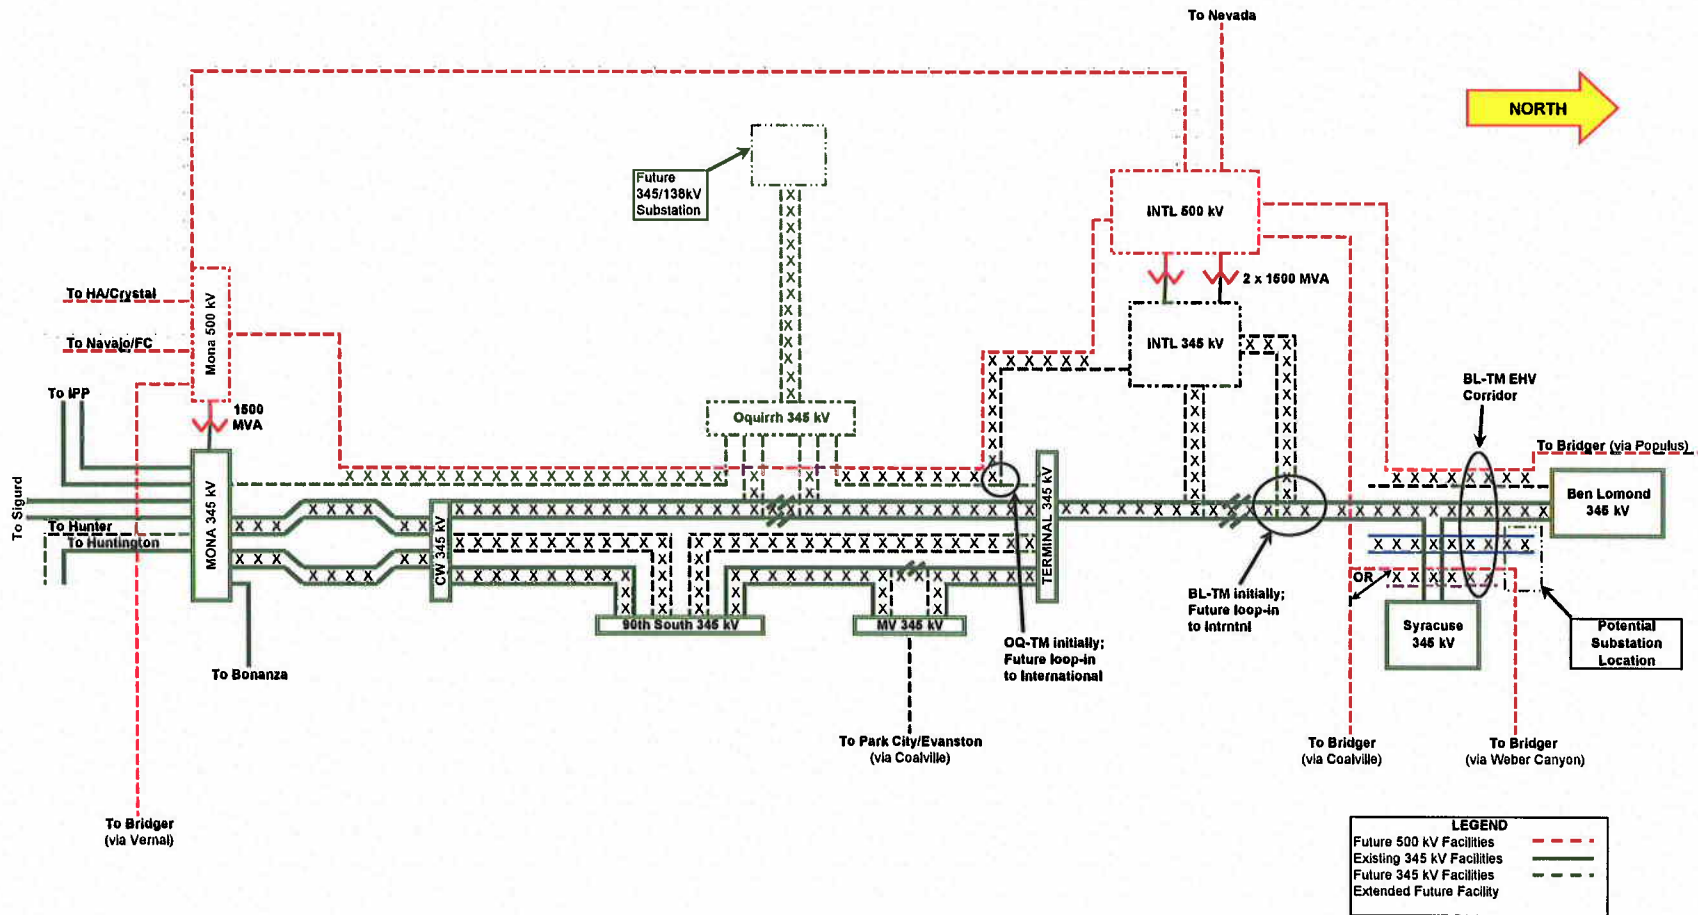 To Nevada
NORTH
Future
345/138kV
Substation
INTL 500 kV
2 x 1500 MVA
To HA/Crystal
Mona 500 kV
To Navajo/FC
INTL 345 kV
To IPP
1500
MVA
BL-TM EHV
Corridor
Oquirrh 345 kV
To Bridger (via Populus)
To Sigurd
MONA 345 kV
CW 345 kV
TERMINAL 345 kV
Ben Lomond
345 kV
To Hunter
To Huntington
OR
90th South 345 kV
MV 345 kV
BL-TM initially;
Future loop-in
to Intrntnl
Syracuse
345 kV
Potential
Substation
Location
OQ-TM initially;
Future loop-in
to International
To Bonanza
To Park City/Evanston
(via Coalville)
To Bridger
(via Coalville)
To Bridger
(via Weber Canyon)
To Bridger
(via Vernal)
LEGEND
Future 500 kV Facilities
Existing 345 kV Facilities
Future 345 kV Facilities
Extended Future Facility